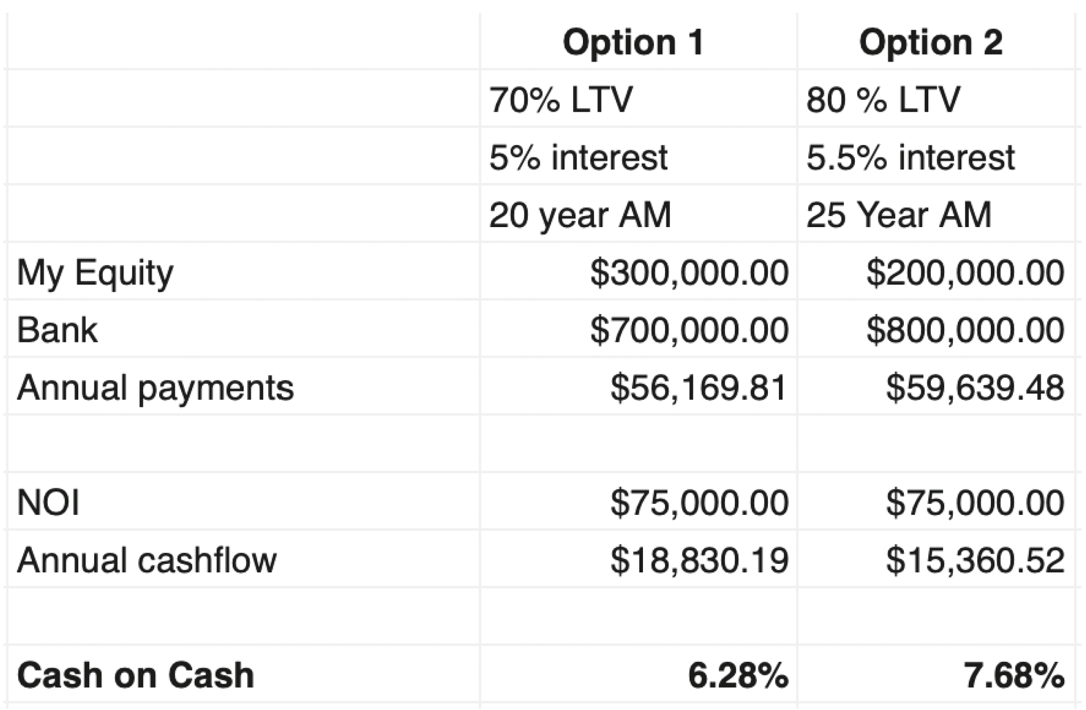 Option 1 Option 2
70% LTV 80 % LTV
5% interest 5.5% interest
20 year AM 25 Year AM
My Equity $300,000.00 $200,000.00
Bank $700,000.00 $800,000.00
Annual payments $56,169.81 $59,639.48
NOI $75,000.00 $75,000.00
Annual cashflow $18,830.19 $15,360.52
Cash on Cash 6.28% 7.68%